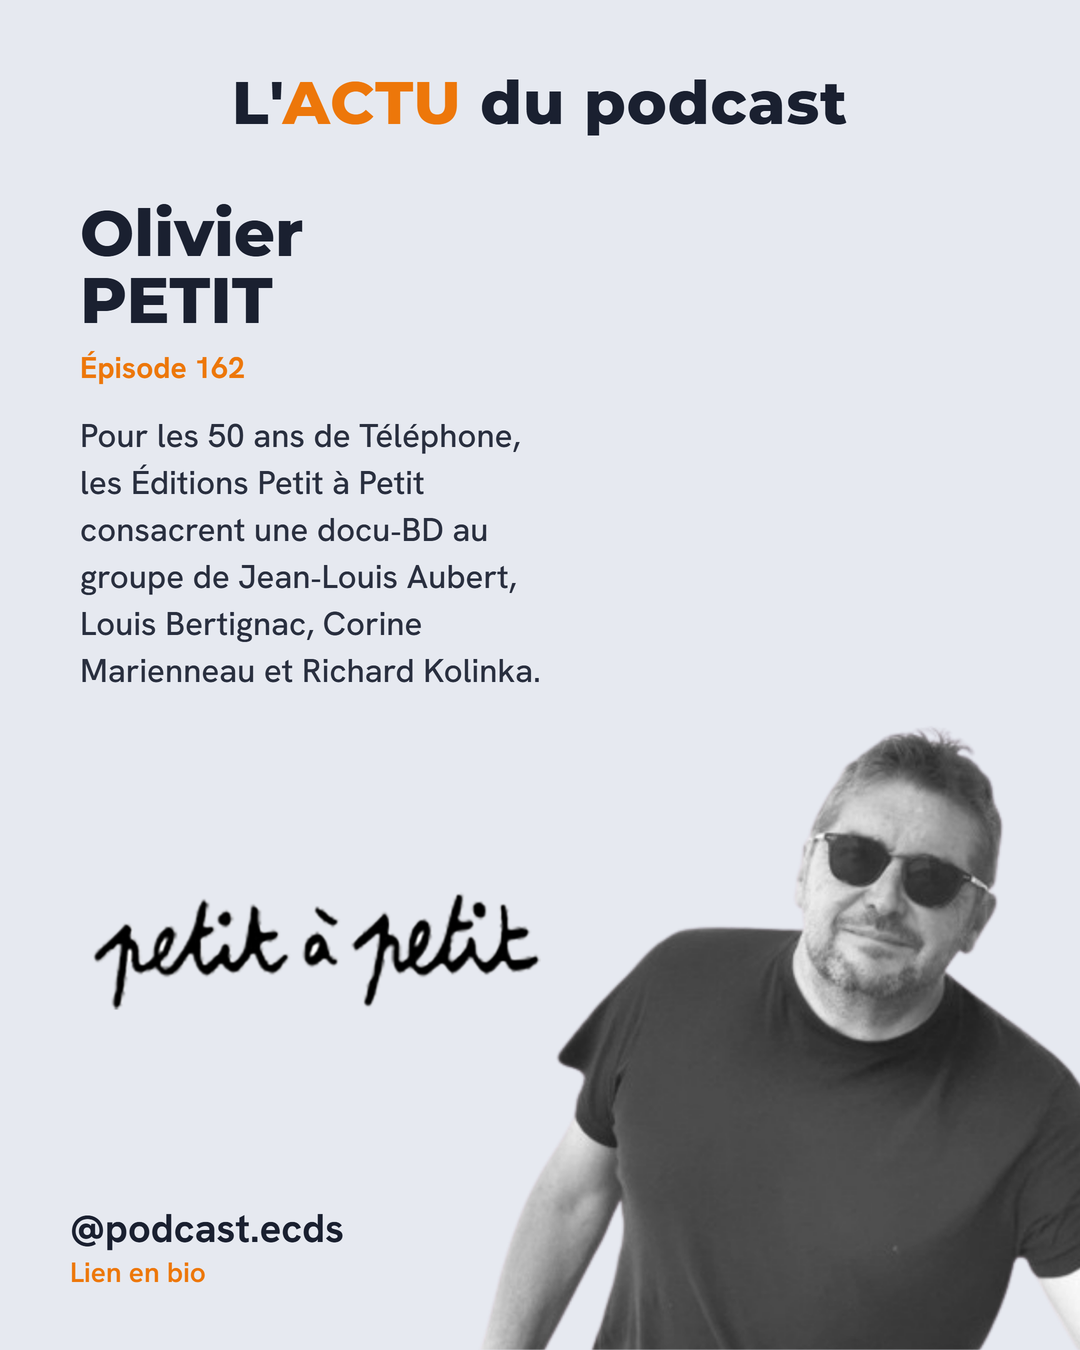 L'ACTU du podcast
Olivier
PETIT
Épisode 162
Pour les 50 ans de Téléphone,
les Éditions Petit à Petit
consacrent une docu-BD au
groupe de Jean-Louis Aubert,
Louis Bertignac, Corine
Marienneau et Richard Kolinka.
petit à petit
@podcast.ecds
Lien en bio